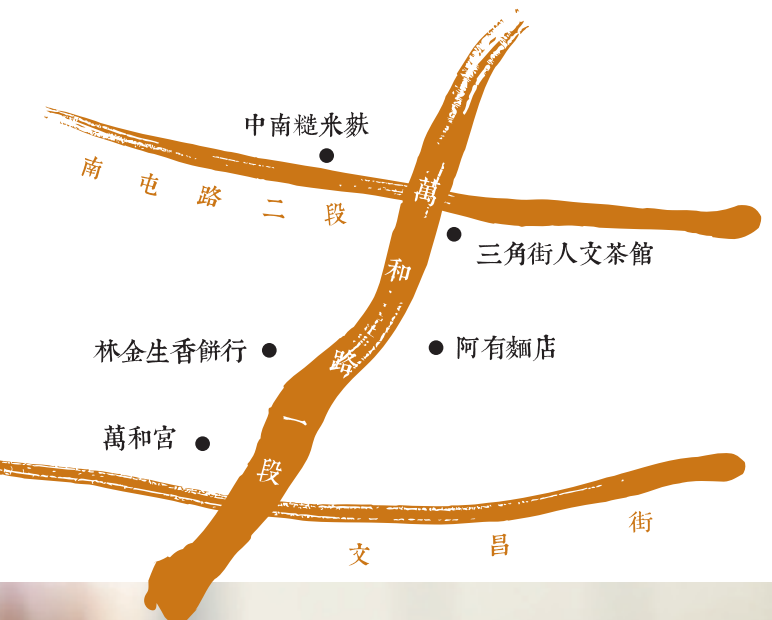 中南糙米麩
南屯路二段
三角街人文茶館
萬和路一段
林金生香餅行
阿有麵店
萬和宮
文昌街